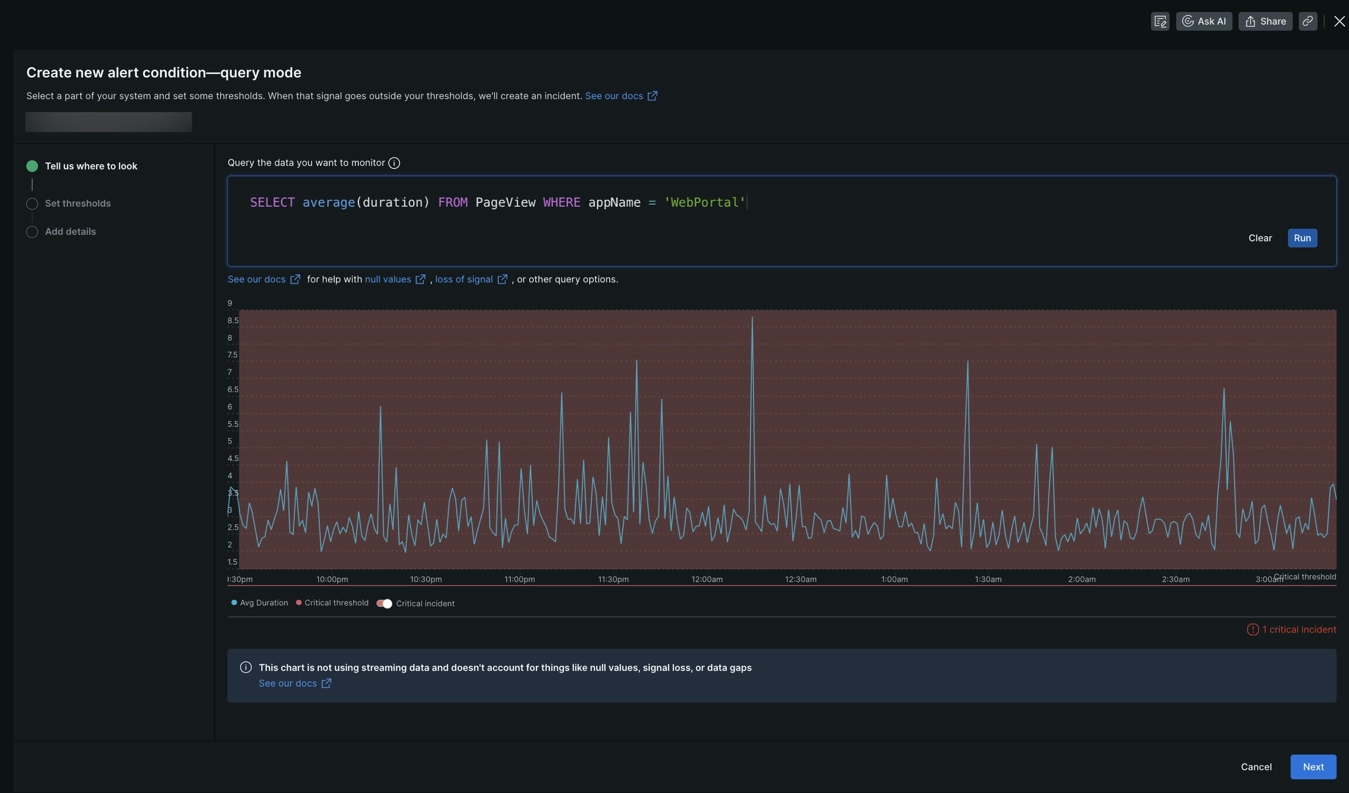 Ask AI Share
Create new alert condition—query mode
Select a part of your system and set some thresholds. When that signal goes outside your thresholds, we'll create an incident. See our docs
Tell us where to look
Set thresholds
Add details
Query the data you want to monitor
SELECT average(duration) FROM PageView WHERE appName = 'WebPortal'
Clear Run
See our docs for help with null values , loss of signal , or other query options.
9
8.5
8
7.5
7
6.5
6
5.5
5
4.5
4
3.5
3
2.5
2
1.5
:30pm 10:00pm 10:30pm 11:00pm 11:30pm 12:00am 12:30am 1:00am 1:30am 2:00am 2:30am 3:00am Critical threshold
Avg Duration Critical threshold Critical incident
1 critical incident
This chart is not using streaming data and doesn't account for things like null values, signal loss, or data gaps
See our docs
Cancel Next